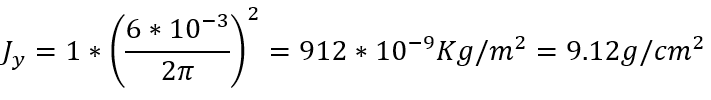 J_y = 1 * (6 * 10^{-3} / 2π)^2 = 912 * 10^{-9} Kg/m^2 = 9.12g/cm^2